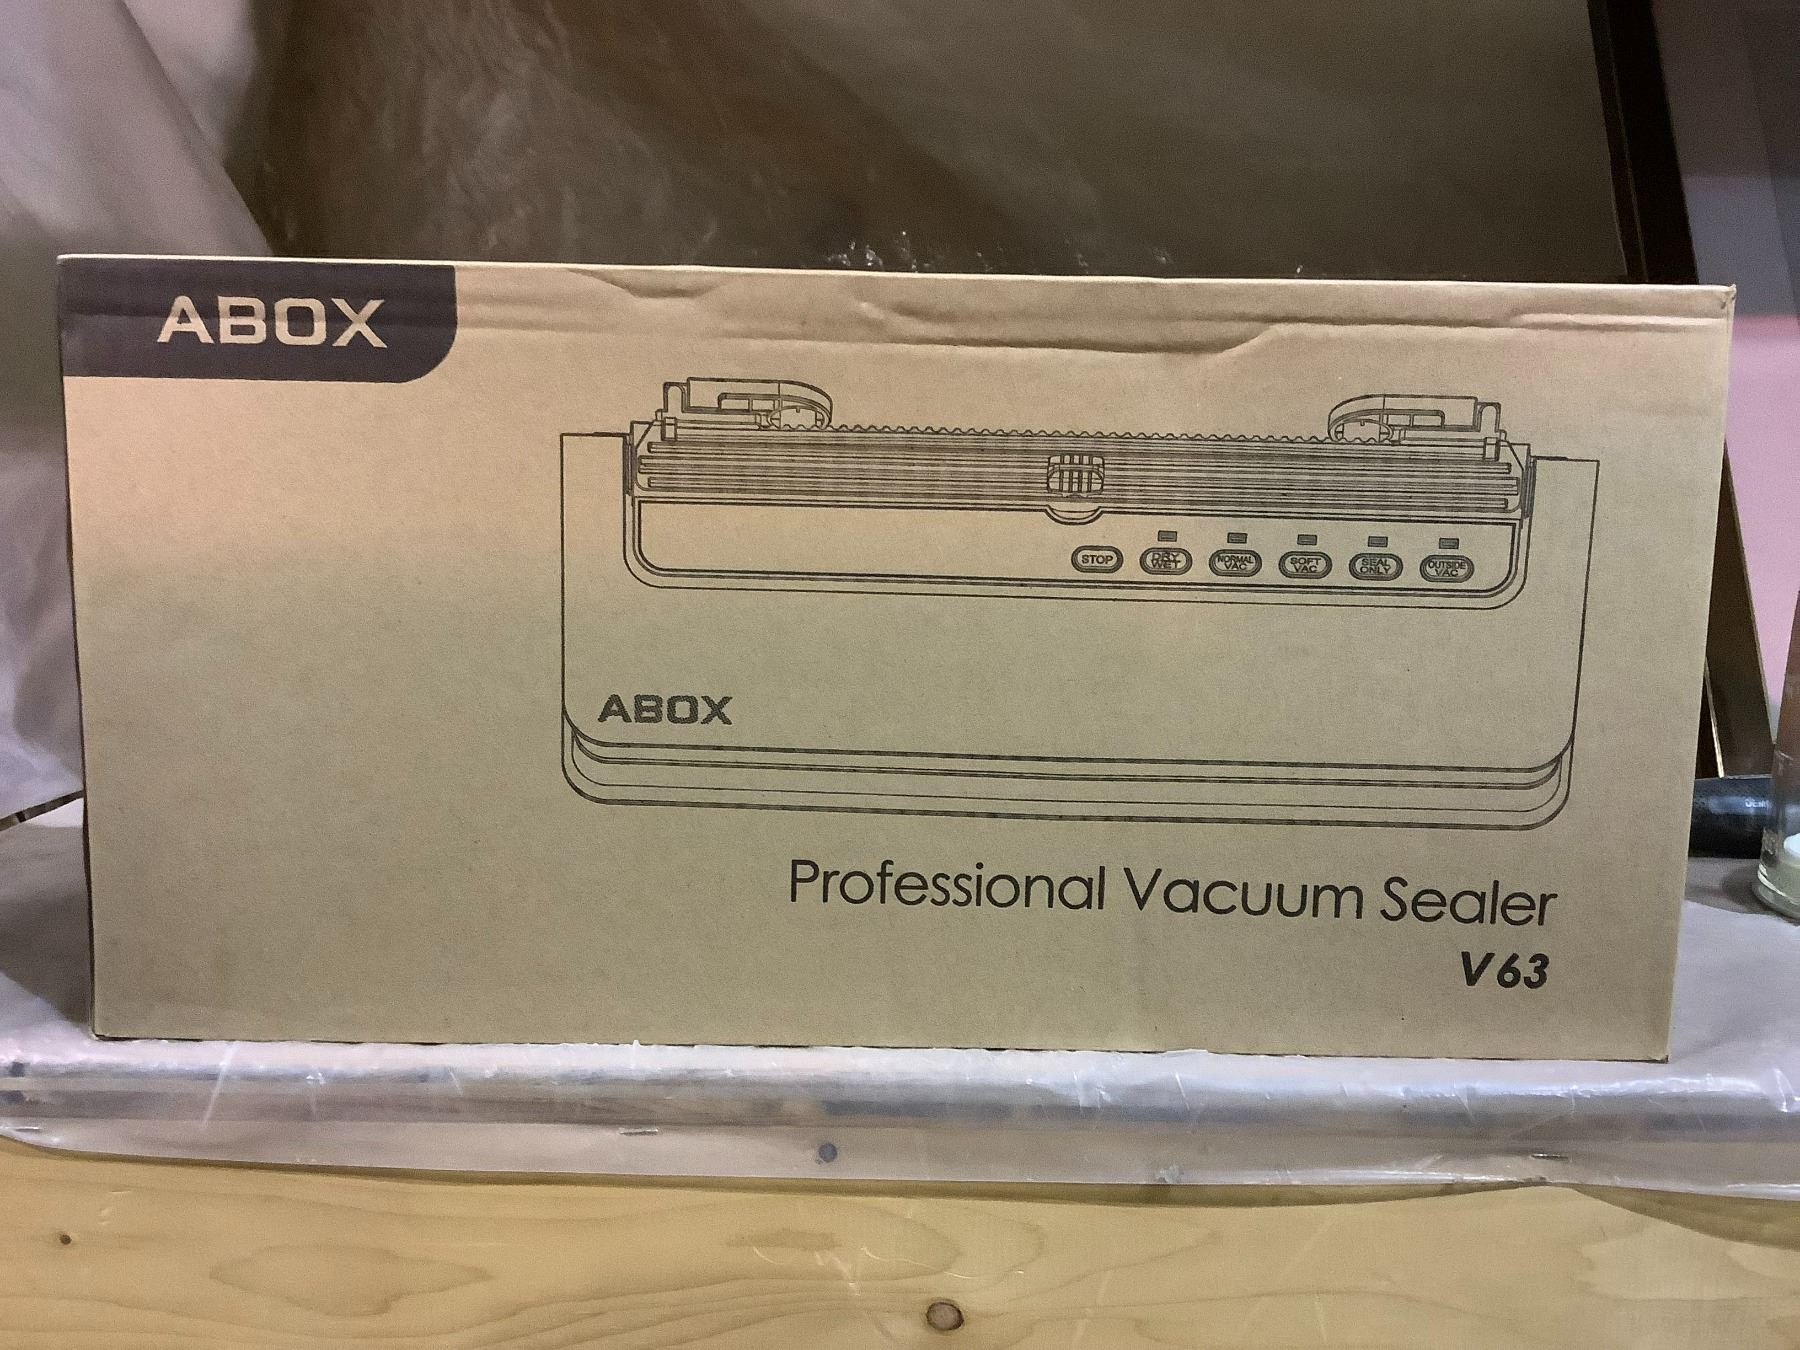 ABOX
STOP
DRY
WET
NORMAL
VAC
SOFT
VAC
SEAL
ONLY
OUTSIDE
VAC
ABOX
Professional Vacuum Sealer
V63